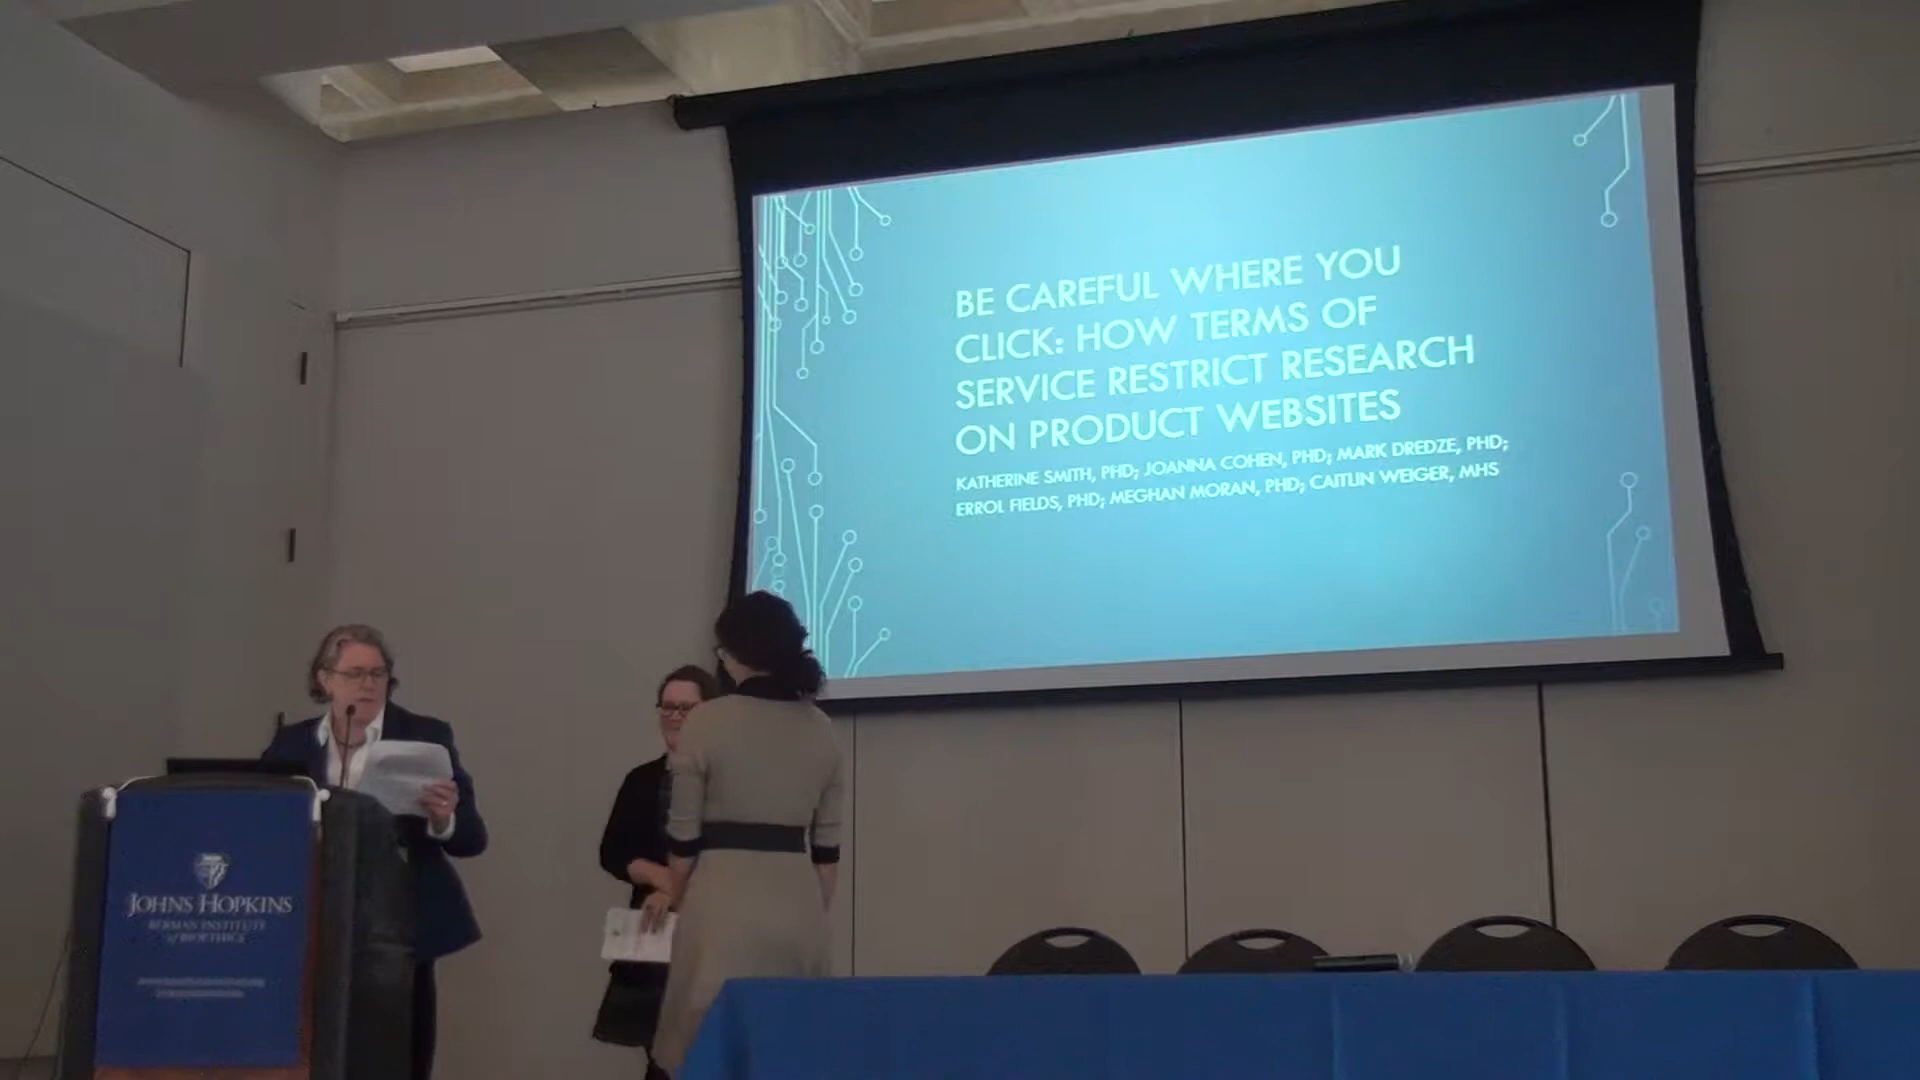 BE CAREFUL WHERE YOU
CLICK: HOW TERMS OF
SERVICE RESTRICT RESEARCH
ON PRODUCT WEBSITES
KATHERINE SMITH, PHD; JOANNA COHEN, PHD; MARK DREDZE, PHD;
ERROL FIELDS, PHD; MEGHAN MORAN, PHD; CAITLIN WEIGER, MHS
JOHNS HOPKINS
BERMAN INSTITUTE
of BIOETHICS